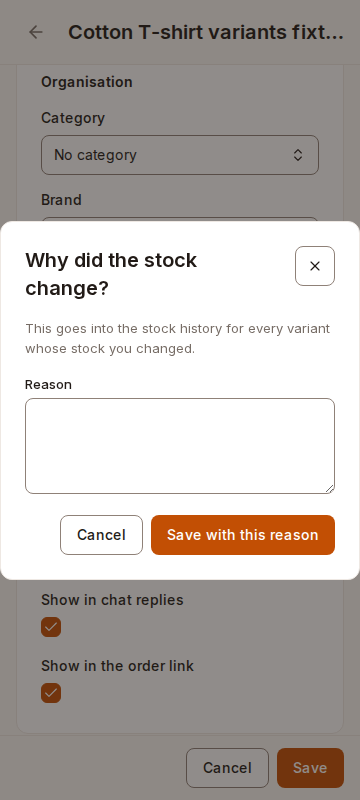 Cotton T-shirt variants fixt...
Organisation
Category
No category
Brand
Why did the stock
change?
This goes into the stock history for every variant
whose stock you changed.
Reason
Cancel
Save with this reason
Show in chat replies
Show in the order link
Cancel
Save